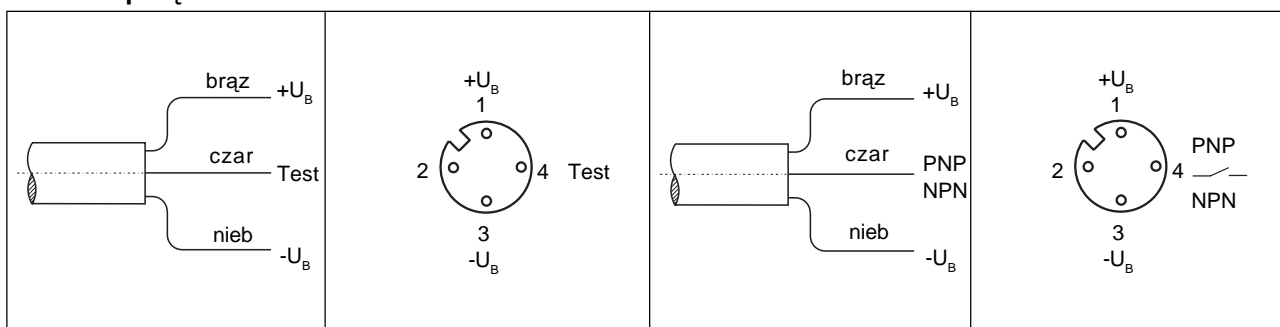 brąz
+U_B
czar
Test
nieb
-U_B
+U_B
1
2
4 Test
3
-U_B
brąz
+U_B
czar
PNP
NPN
nieb
-U_B
+U_B
1
PNP
2
4
NPN
3
-U_B